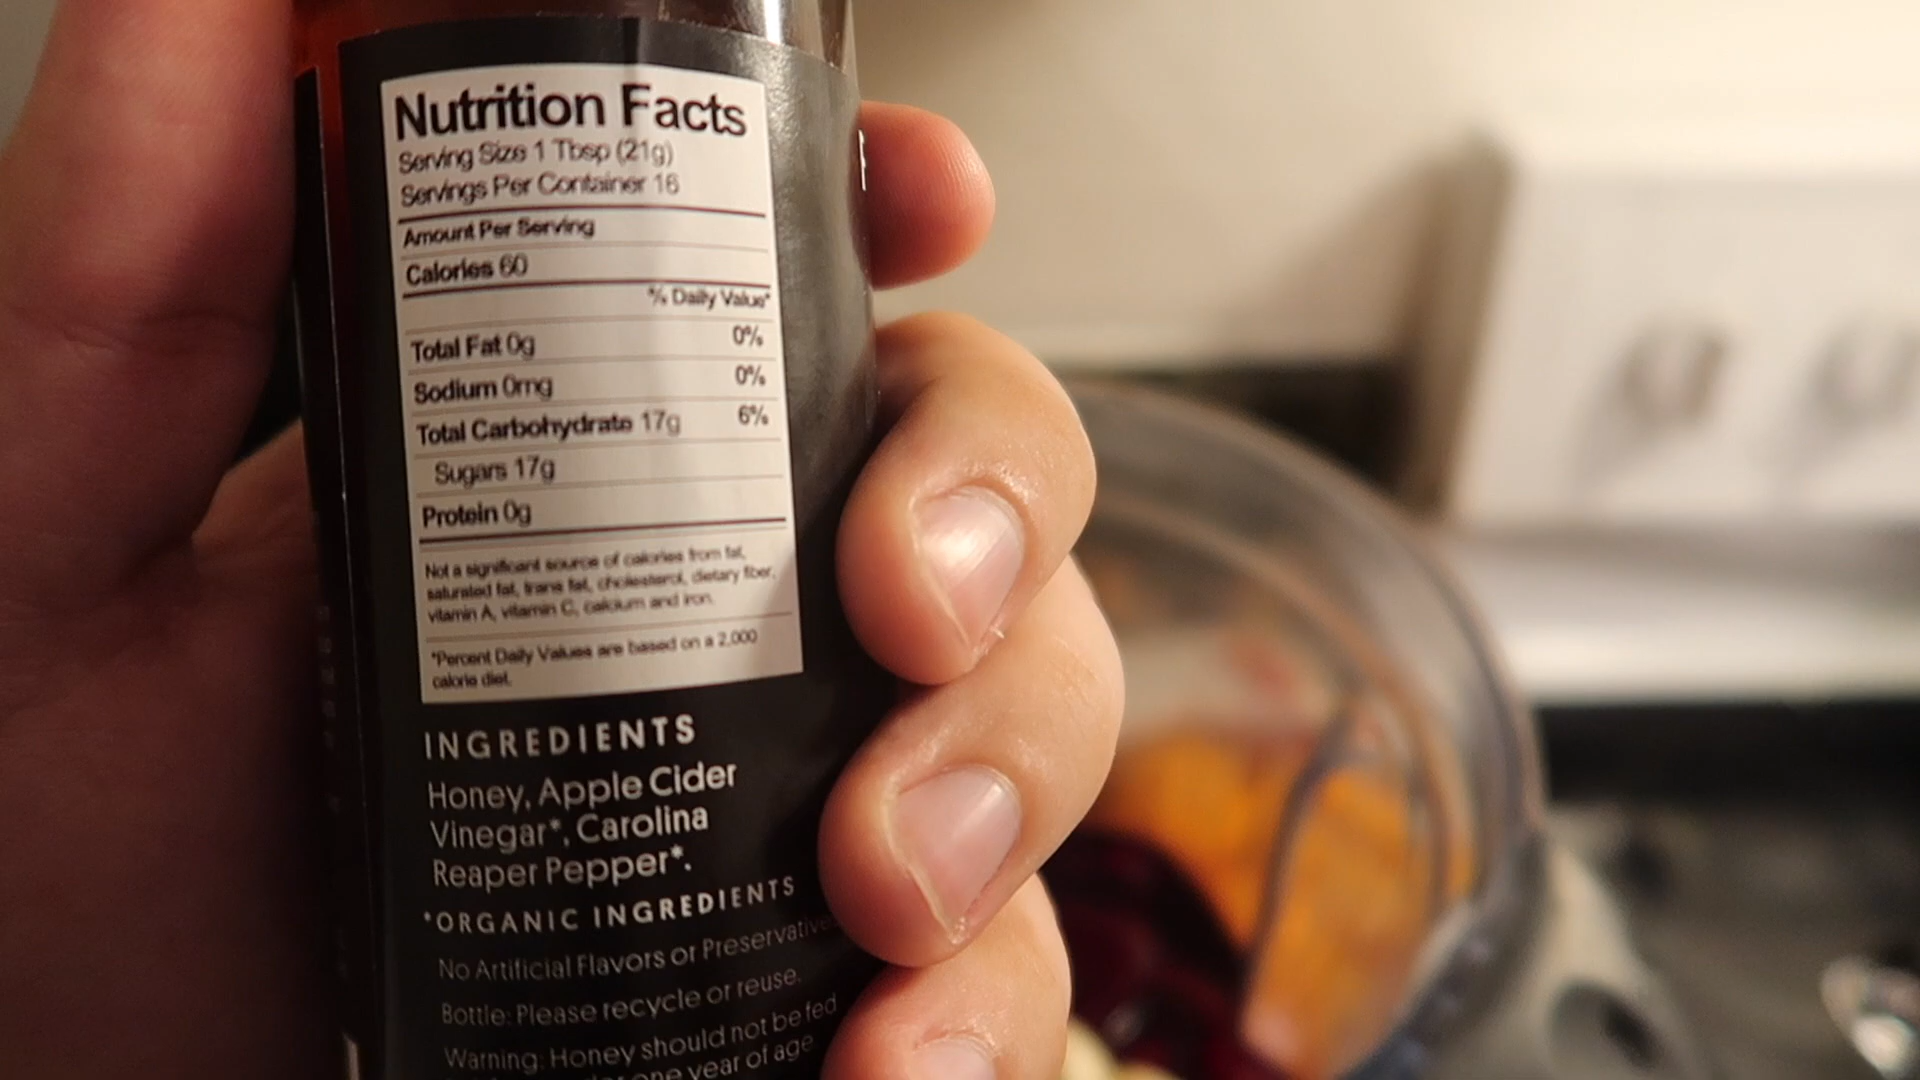 Nutrition Facts
Serving Size 1 Tbsp (21g)
Servings Per Container 16
Amount Per Serving
Calories 60
% Daily Value*
Total Fat 0g 0%
Sodium 0mg 0%
Total Carbohydrate 17g 6%
Sugars 17g
Protein 0g
Not a significant source of calories from fat,
saturated fat, trans fat, cholesterol, dietary fiber,
vitamin A, vitamin C, calcium and iron.
*Percent Daily Values are based on a 2,000
calorie diet.
INGREDIENTS
Honey, Apple Cider
Vinegar*, Carolina
Reaper Pepper*.
*ORGANIC INGREDIENTS
No Artificial Flavors or Preservative
Bottle: Please recycle or reuse.
Warning: Honey should not be fed
one year of age